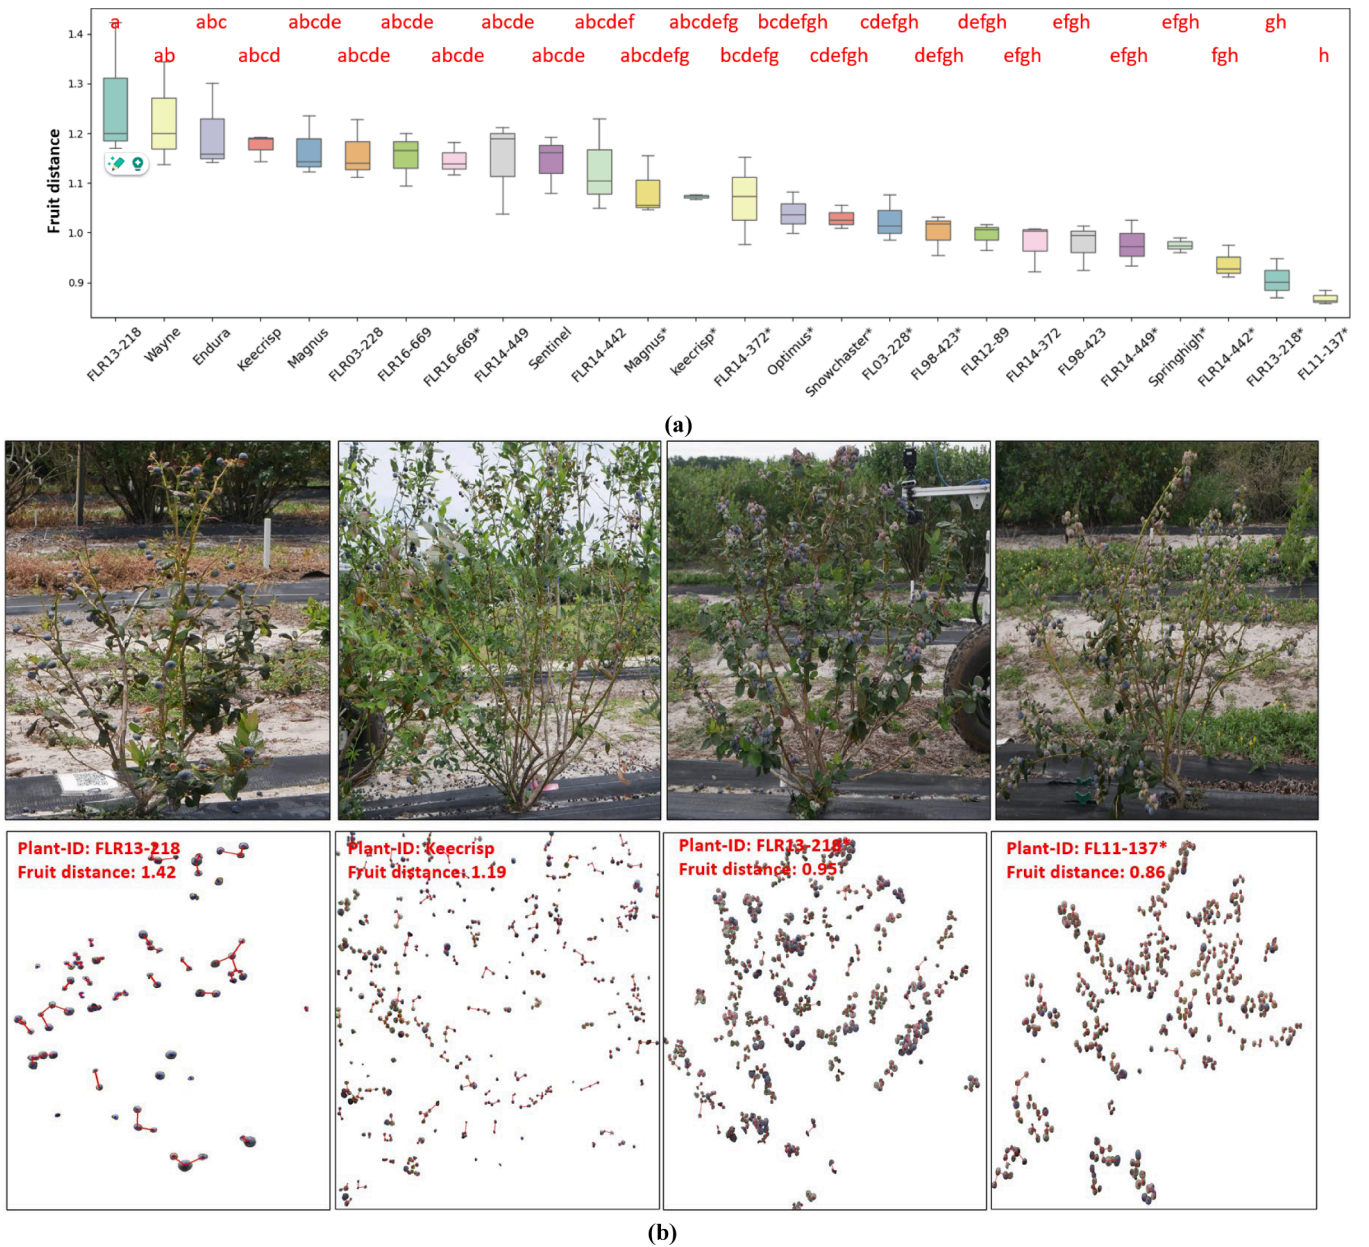 a abc abcde abcde abcde abcdef abcdefg bcdefgh cdefgh defgh efgh efgh gh
ab abcd abcde abcde abcde abcdefg bcdefg cdefgh defgh efgh efgh fgh h
1.4
1.3
1.2
1.1
1.0
0.9
Fruit distance
FLR13-218
Wayne
Endura
Keecrisp
Magnus
FLR03-228
FLR16-669
FLR16-669*
FLR14-449
Sentinel
FLR14-442
Magnus*
keecrisp*
FLR14-372*
Optimus*
Snowchaster*
FL03-228*
FL98-423*
FLR12-89
FLR14-372
FL98-423
FLR14-449*
Springhigh*
FLR14-442*
FLR13-218*
FL11-137*
(a)
Plant-ID: FLR13-218
Fruit distance: 1.42
Plant-ID: Keecrisp
Fruit distance: 1.19
Plant-ID: FLR13-218*
Fruit distance: 0.95
Plant-ID: FL11-137*
Fruit distance: 0.86
(b)